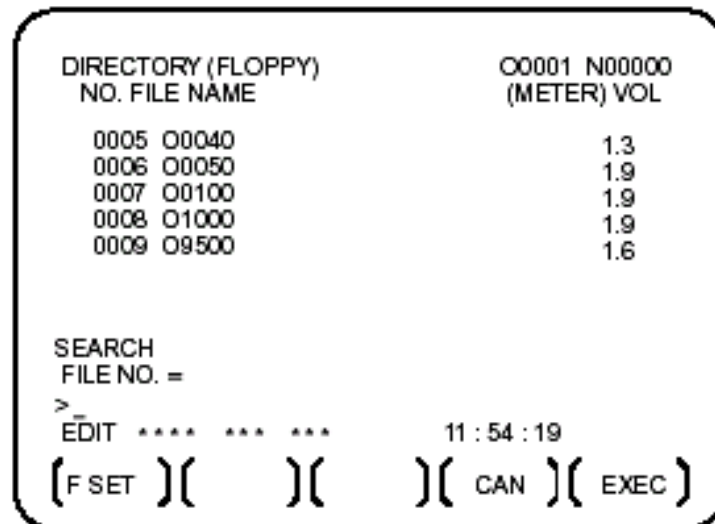 DIRECTORY (FLOPPY) O0001 N00000
NO. FILE NAME (METER) VOL
0005 O0040 1.3
0006 O0050 1.9
0007 O0100 1.9
0008 O1000 1.9
0009 O9500 1.6
SEARCH
FILE NO. =
>_
EDIT **** *** *** 11 : 54 : 19
[F SET ][ ][ ][ CAN ][ EXEC ]